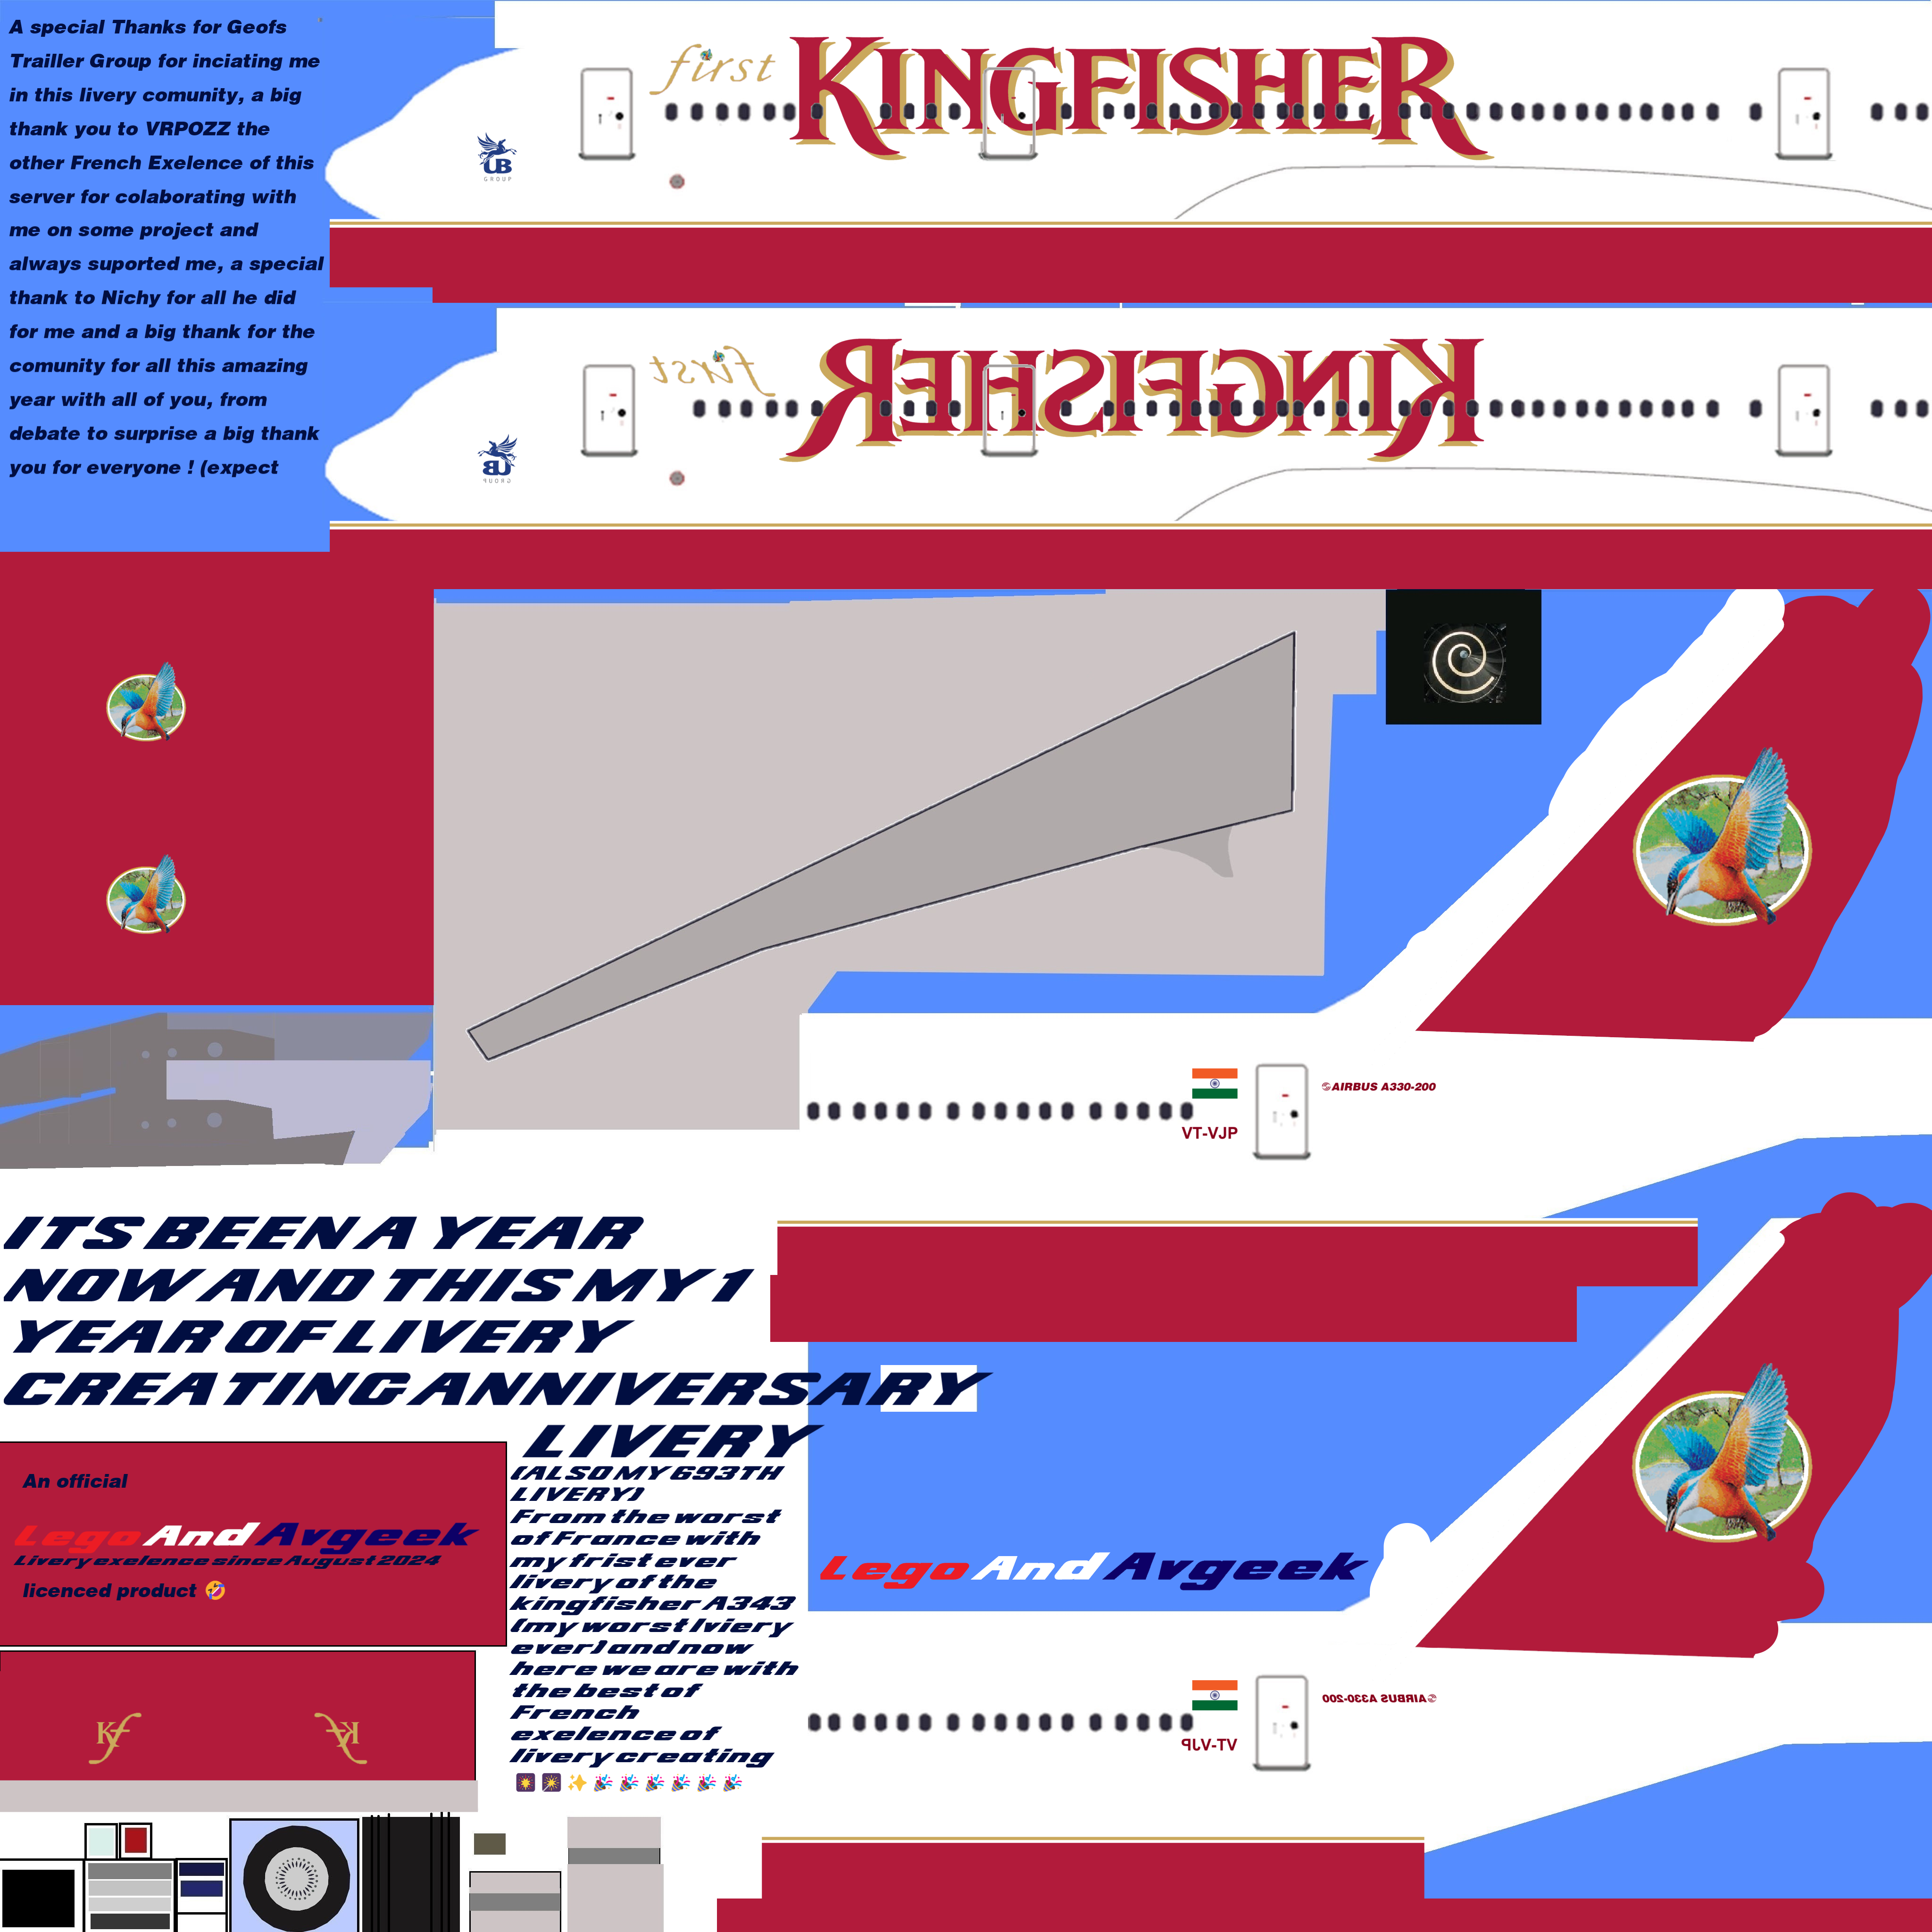 A special Thanks for Geofs
Trailler Group for inciating me
in this livery comunity, a big
thank you to VRPOZZ the
other French Exelence of this
server for colaborating with
me on some project and
always suported me, a special
thank to Nichy for all he did
for me and a big thank for the
comunity for all this amazing
year with all of you, from
debate to surprise a big thank
you for everyone ! (expect
first KINGFISHER
UB
GROUP
first KINGFISHER
UB
GROUP
AIRBUS A330-200
VT-VJP
ITS BEEN A YEAR
NOW AND THIS MY 1
YEAR OF LIVERY
CREATING ANNIVERSARY
LIVERY
(ALSO MY 693TH
LIVERY)
From the worst
of France with
my frist ever
livery of the
kingfisher A343
(my worst lviery
ever) and now
here we are with
the best of
French
exelence of
livery creating
🎇🎆✨🎉🎉🎉🎉🎉🎉
An official
Lego And Avgeek
Livery exelence since August 2024
licenced product 🤣
Lego And Avgeek
AIRBUS A330-200
VT-VJP
Kf
Kf